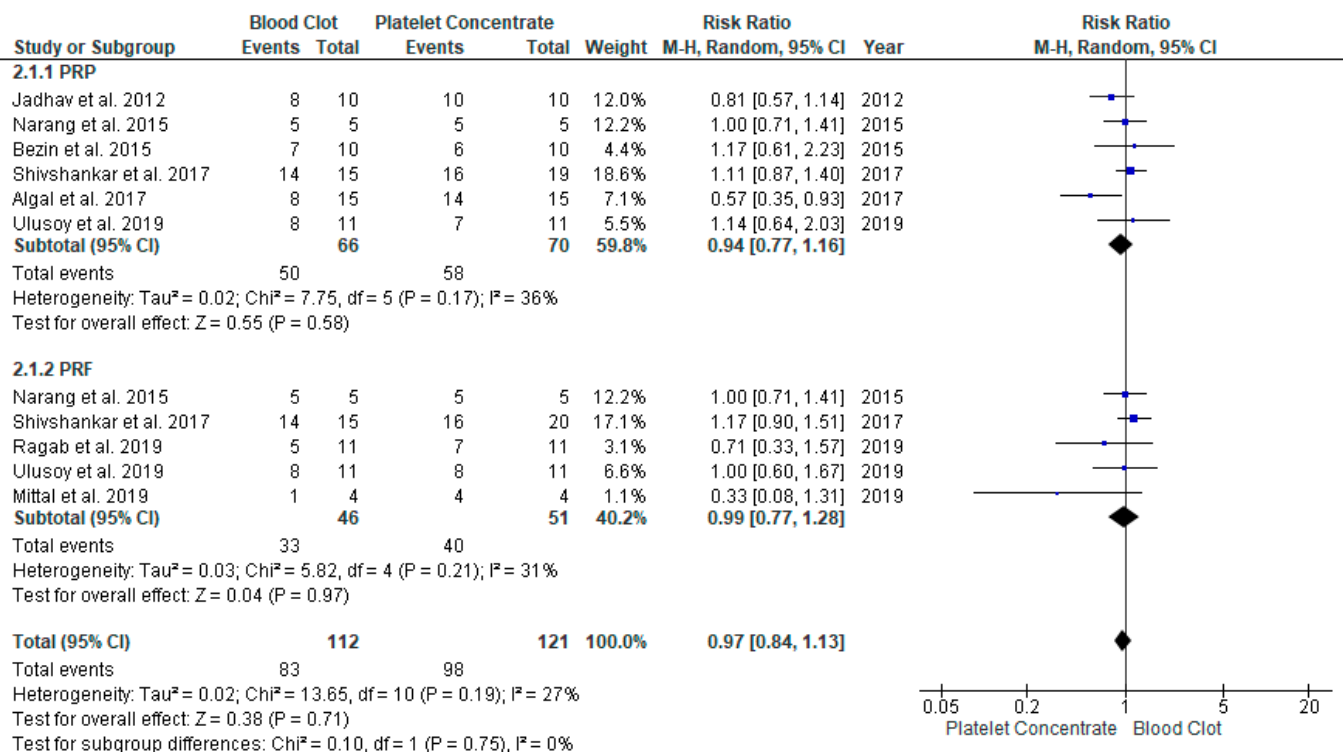 Blood Clot Platelet Concentrate Risk Ratio Risk Ratio
Study or Subgroup Events Total Events Total Weight M-H, Random, 95% CI Year M-H, Random, 95% CI
2.1.1 PRP
Jadhav et al. 2012 8 10 10 10 12.0% 0.81 [0.57, 1.14] 2012
Narang et al. 2015 5 5 5 5 12.2% 1.00 [0.71, 1.41] 2015
Bezin et al. 2015 7 10 6 10 4.4% 1.17 [0.61, 2.23] 2015
Shivshankar et al. 2017 14 15 16 19 18.6% 1.11 [0.87, 1.40] 2017
Algal et al. 2017 8 15 14 15 7.1% 0.57 [0.35, 0.93] 2017
Ulusoy et al. 2019 8 11 7 11 5.5% 1.14 [0.64, 2.03] 2019
Subtotal (95% CI) 66 70 59.8% 0.94 [0.77, 1.16]
Total events 50 58
Heterogeneity: Tau² = 0.02; Chi² = 7.75, df = 5 (P = 0.17); I² = 36%
Test for overall effect: Z = 0.55 (P = 0.58)
2.1.2 PRF
Narang et al. 2015 5 5 5 5 12.2% 1.00 [0.71, 1.41] 2015
Shivshankar et al. 2017 14 15 16 20 17.1% 1.17 [0.90, 1.51] 2017
Ragab et al. 2019 5 11 7 11 3.1% 0.71 [0.33, 1.57] 2019
Ulusoy et al. 2019 8 11 8 11 6.6% 1.00 [0.60, 1.67] 2019
Mittal et al. 2019 1 4 4 4 1.1% 0.33 [0.08, 1.31] 2019
Subtotal (95% CI) 46 51 40.2% 0.99 [0.77, 1.28]
Total events 33 40
Heterogeneity: Tau² = 0.03; Chi² = 5.82, df = 4 (P = 0.21); I² = 31%
Test for overall effect: Z = 0.04 (P = 0.97)
Total (95% CI) 112 121 100.0% 0.97 [0.84, 1.13]
Total events 83 98
Heterogeneity: Tau² = 0.02; Chi² = 13.65, df = 10 (P = 0.19); I² = 27%
Test for overall effect: Z = 0.38 (P = 0.71)
Test for subgroup differences: Chi² = 0.10, df = 1 (P = 0.75), I² = 0%
0.05 0.2 1 5 20
Platelet Concentrate Blood Clot